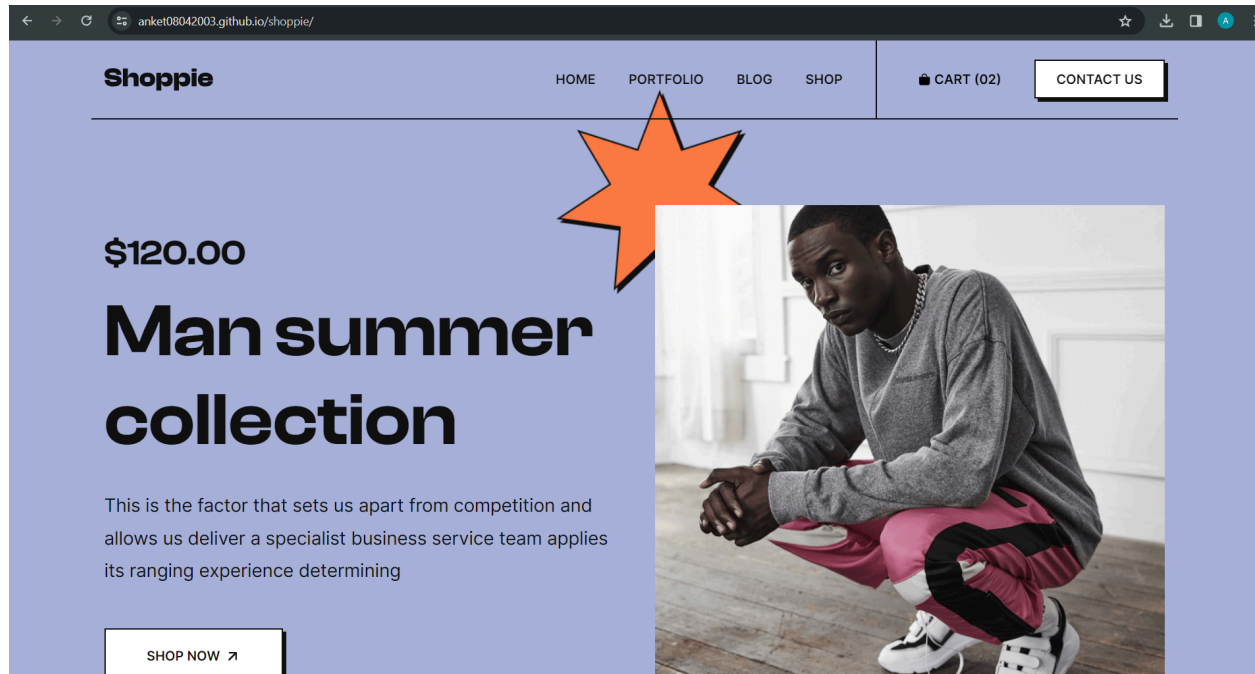 anket08042003.github.io/shoppie/
A
Shoppie
HOME PORTFOLIO BLOG SHOP CART (02) CONTACT US
$120.00
Man summer
collection
This is the factor that sets us apart from competition and
allows us deliver a specialist business service team applies
its ranging experience determining
SHOP NOW